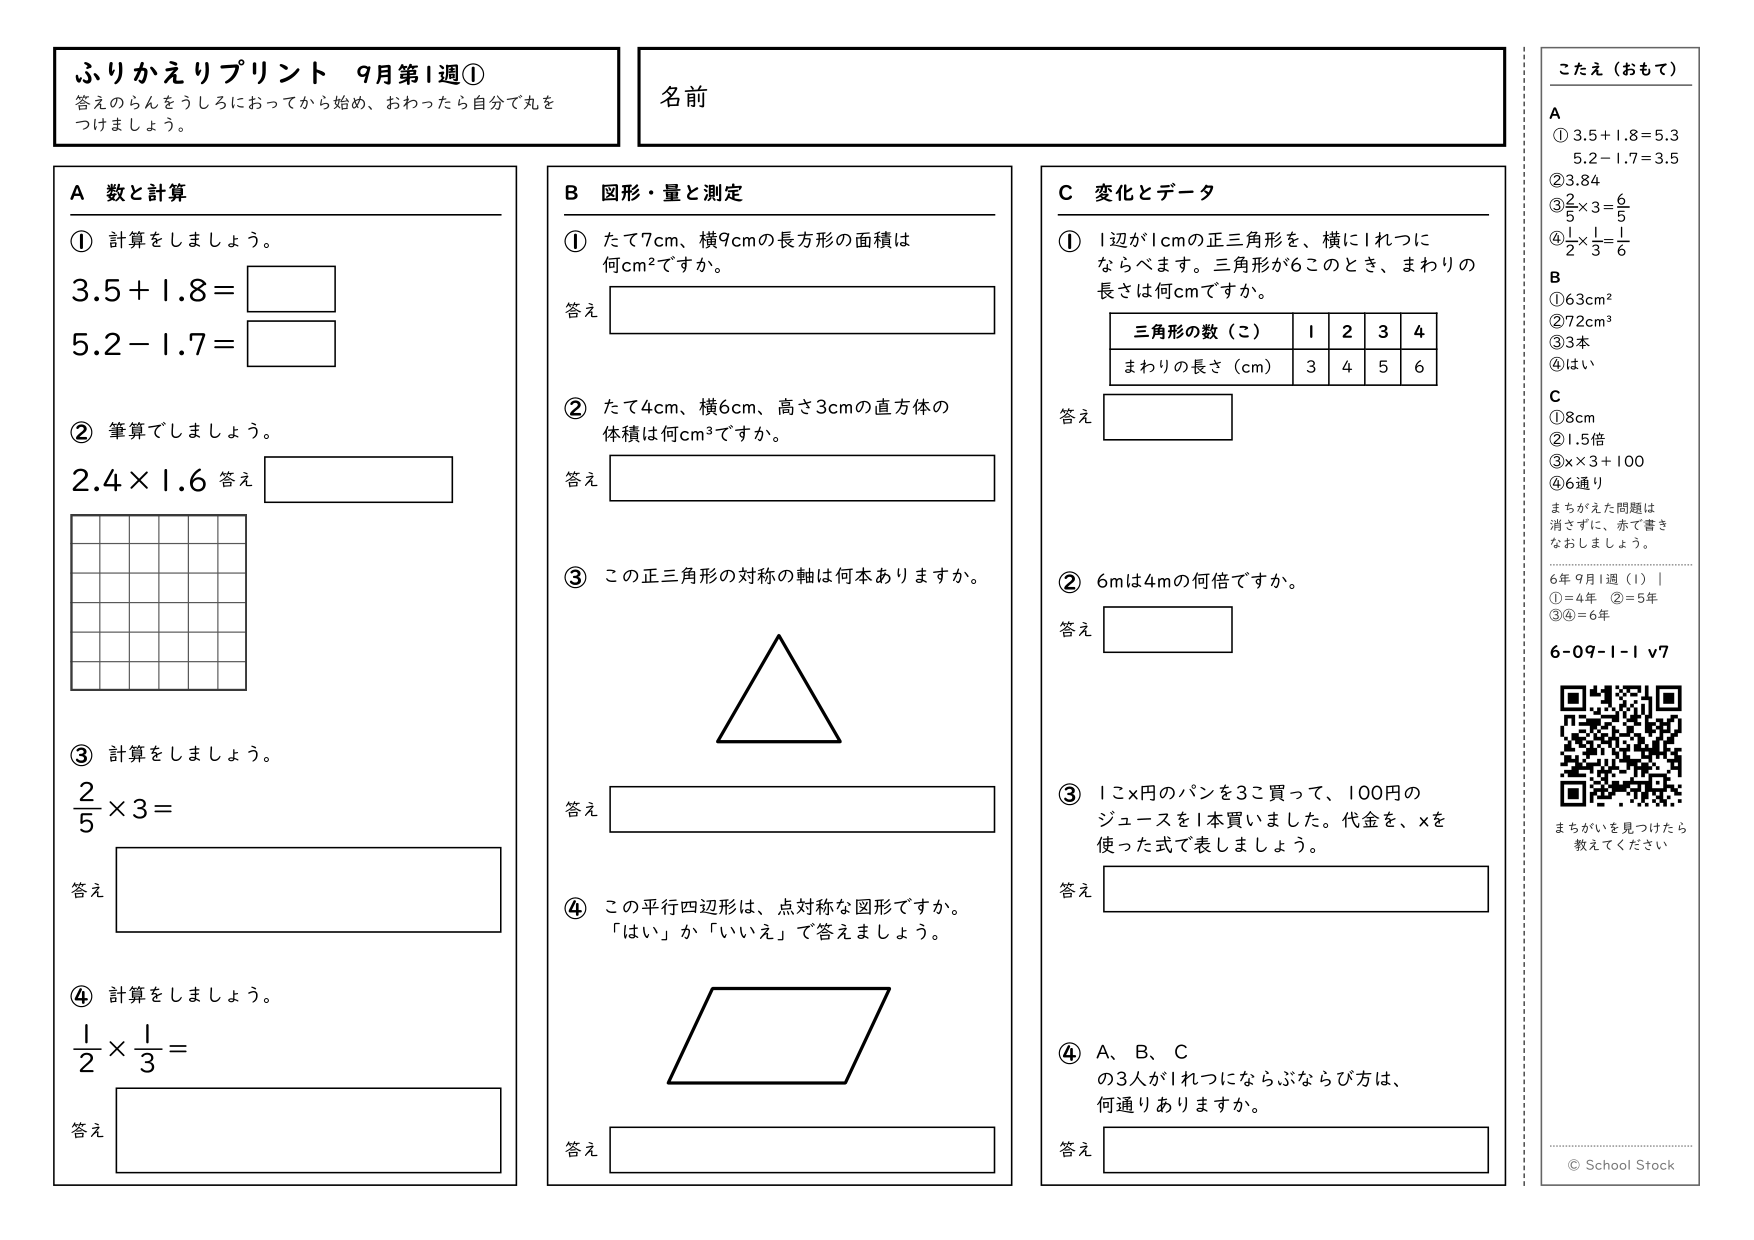 ふりかえりプリント　9月第1週①
答えのらんをうしろにおってから始め、おわったら自分で丸を
つけましょう。
名前
A　数と計算
①　計算をしましょう。
3.5＋1.8＝
5.2－1.7＝
②　筆算でしましょう。
2.4×1.6 答え
③　計算をしましょう。
2/5×3＝
答え
④　計算をしましょう。
1/2×1/3＝
答え
B　図形・量と測定
①　たて7cm、横9cmの長方形の面積は
何cm²ですか。
答え
②　たて4cm、横6cm、高さ3cmの直方体の
体積は何cm³ですか。
答え
③　この正三角形の対称の軸は何本ありますか。
答え
④　この平行四辺形は、点対称な図形ですか。
「はい」か「いいえ」で答えましょう。
答え
C　変化とデータ
①　1辺が1cmの正三角形を、横に1れつに
ならべます。三角形が6このとき、まわりの
長さは何cmですか。
三角形の数（こ） 1 2 3 4
まわりの長さ（cm） 3 4 5 6
答え
②　6mは4mの何倍ですか。
答え
③　1こx円のパンを3こ買って、100円の
ジュースを1本買いました。代金を、xを
使った式で表しましょう。
答え
④　A、 B、 C
の3人が1れつにならぶならび方は、
何通りありますか。
答え
こたえ（おもて）
A
①3.5＋1.8＝5.3
5.2－1.7＝3.5
②3.84
③2/5×3＝6/5
④1/2×1/3＝1/6
B
①63cm²
②72cm³
③3本
④はい
C
①8cm
②1.5倍
③x×3＋100
④6通り
まちがえた問題は
消さずに、赤で書き
なおしましょう。
6年 9月1週（1）｜
①＝4年　②＝5年
③④＝6年
6-09-1-1 v7
まちがいを見つけたら
教えてください
© School Stock